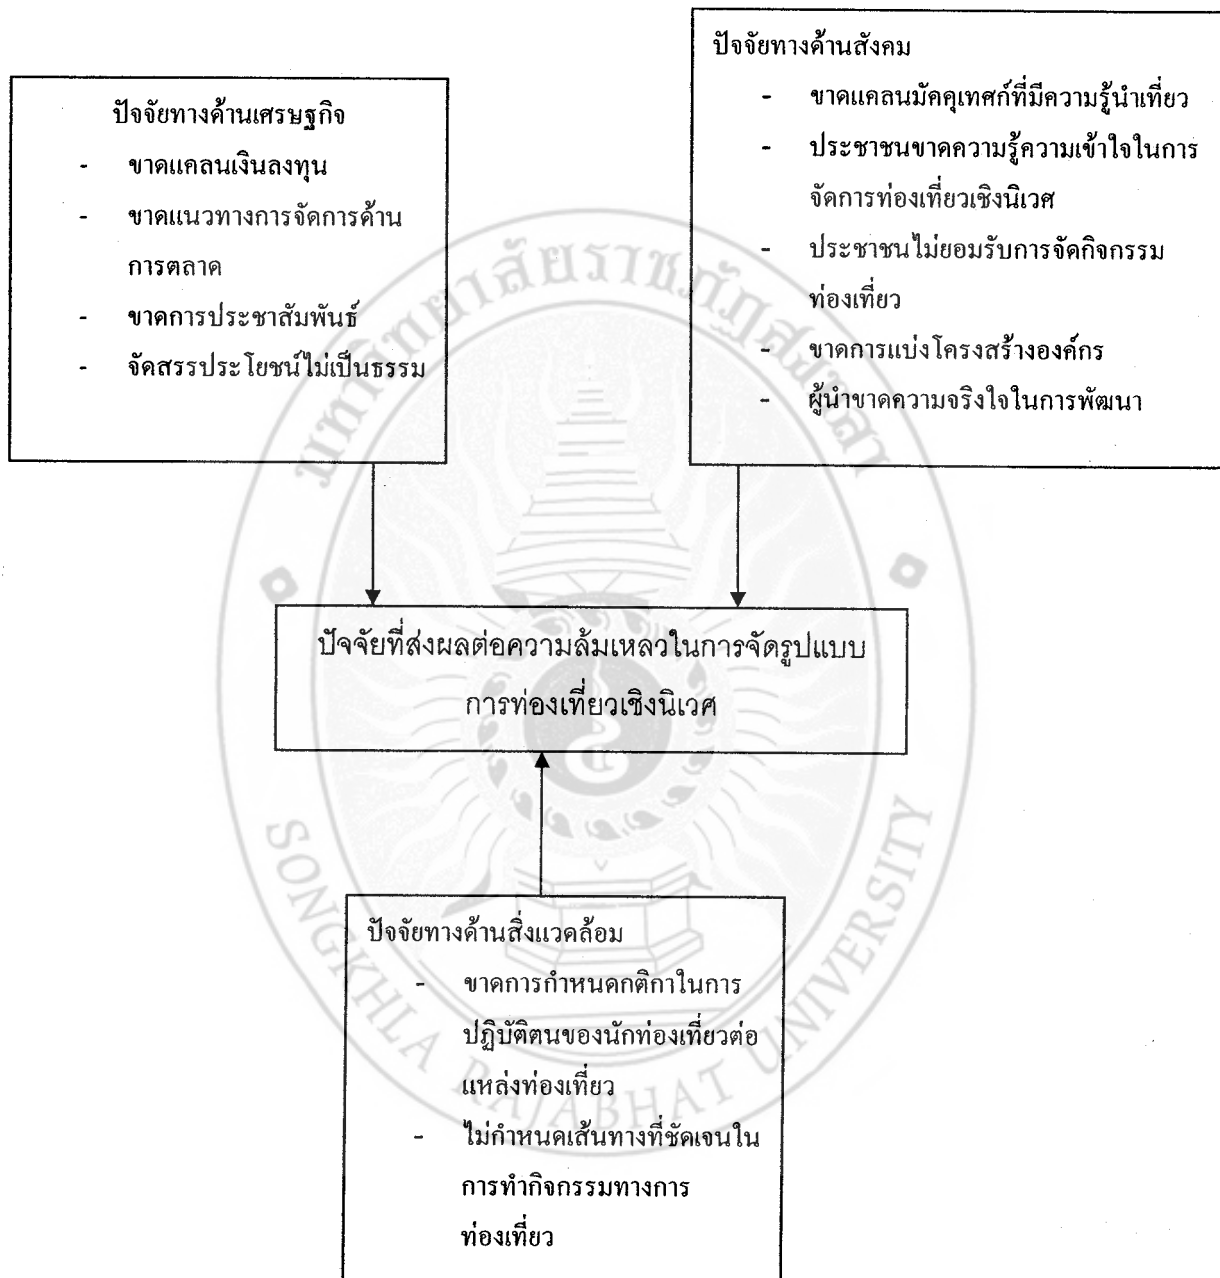 ปัจจัยทางด้านเศรษฐกิจ
- ขาดแคลนเงินลงทุน
- ขาดแนวทางการจัดการด้าน
การตลาด
- ขาดการประชาสัมพันธ์
- จัดสรรประโยชน์ไม่เป็นธรรม
ปัจจัยทางด้านสังคม
- ขาดแคลนมัคคุเทศก์ที่มีความรู้นำเที่ยว
- ประชาชนขาดความรู้ความเข้าใจในการ
จัดการท่องเที่ยวเชิงนิเวศ
- ประชาชนไม่ยอมรับการจัดกิจกรรม
ท่องเที่ยว
- ขาดการแบ่งโครงสร้างองค์กร
- ผู้นำขาดความจริงใจในการพัฒนา
ปัจจัยที่ส่งผลต่อความล้มเหลวในการจัดรูปแบบ
การท่องเที่ยวเชิงนิเวศ
ปัจจัยทางด้านสิ่งแวดล้อม
- ขาดการกำหนดกติกาในการ
ปฏิบัติตนของนักท่องเที่ยวต่อ
แหล่งท่องเที่ยว
- ไม่กำหนดเส้นทางที่ชัดเจนใน
การทำกิจกรรมทางการ
ท่องเที่ยว
มหาวิทยาลัยราชภัฏสงขลา
SONGKHLA RAJABHAT UNIVERSITY